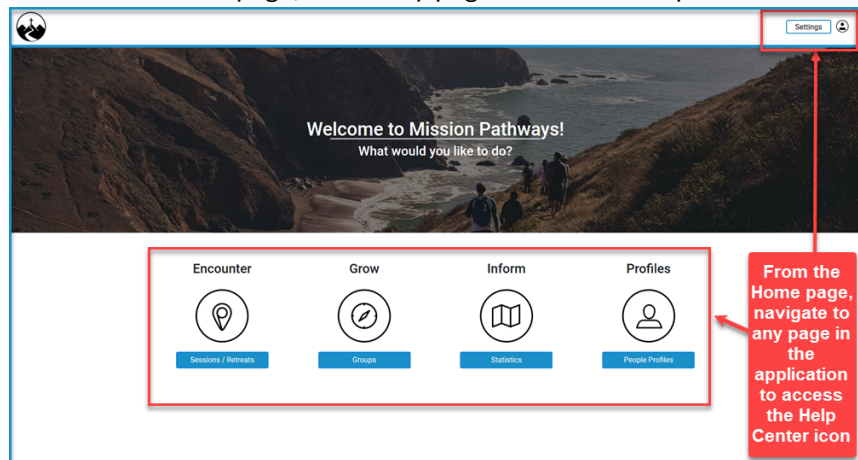 Settings
Welcome to Mission Pathways!
What would you like to do?
Encounter
Grow
Inform
Profiles
Sessions / Retreats
Groups
Statistics
People Profiles
From the
Home page,
navigate to
any page in
the
application
to access
the Help
Center icon